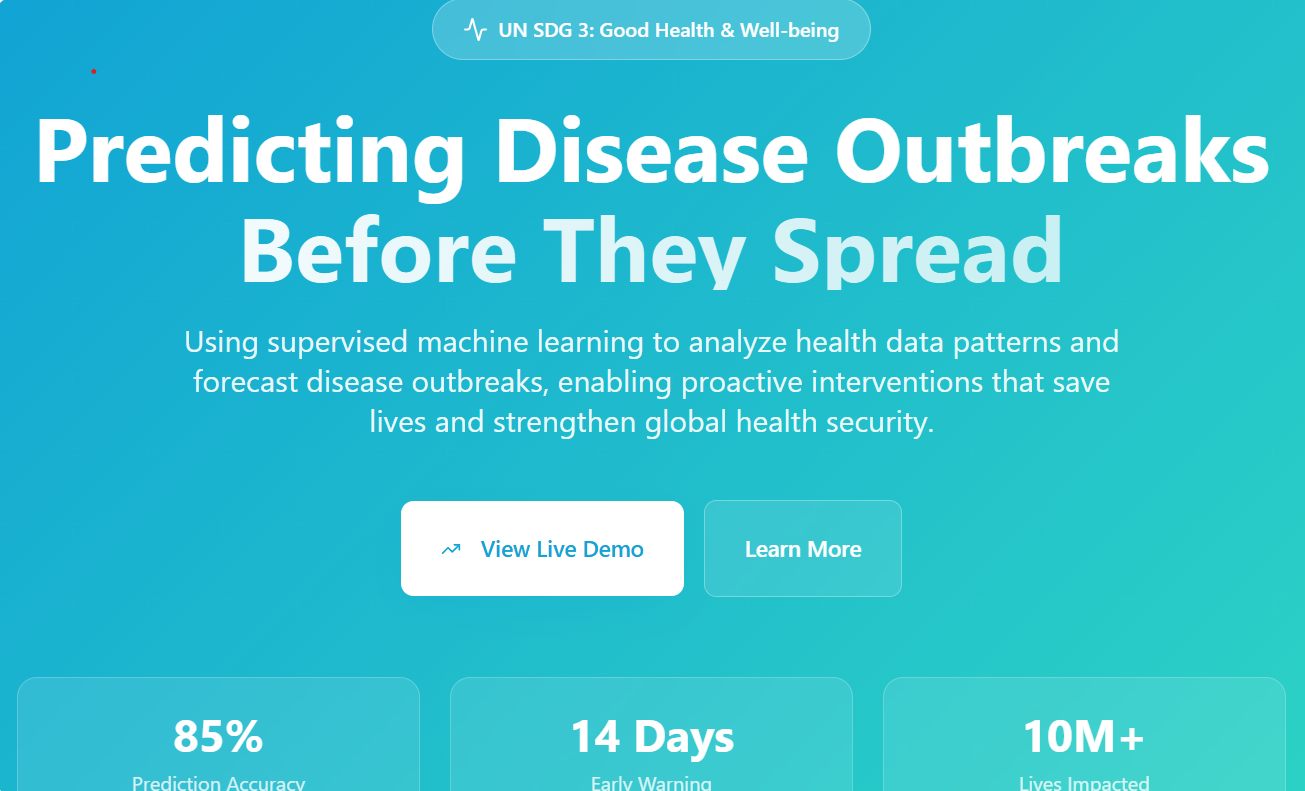 UN SDG 3: Good Health & Well-being
Predicting Disease Outbreaks
Before They Spread
Using supervised machine learning to analyze health data patterns and
forecast disease outbreaks, enabling proactive interventions that save
lives and strengthen global health security.
View Live Demo
Learn More
85%
Prediction Accuracy
14 Days
Early Warning
10M+
Lives Impacted